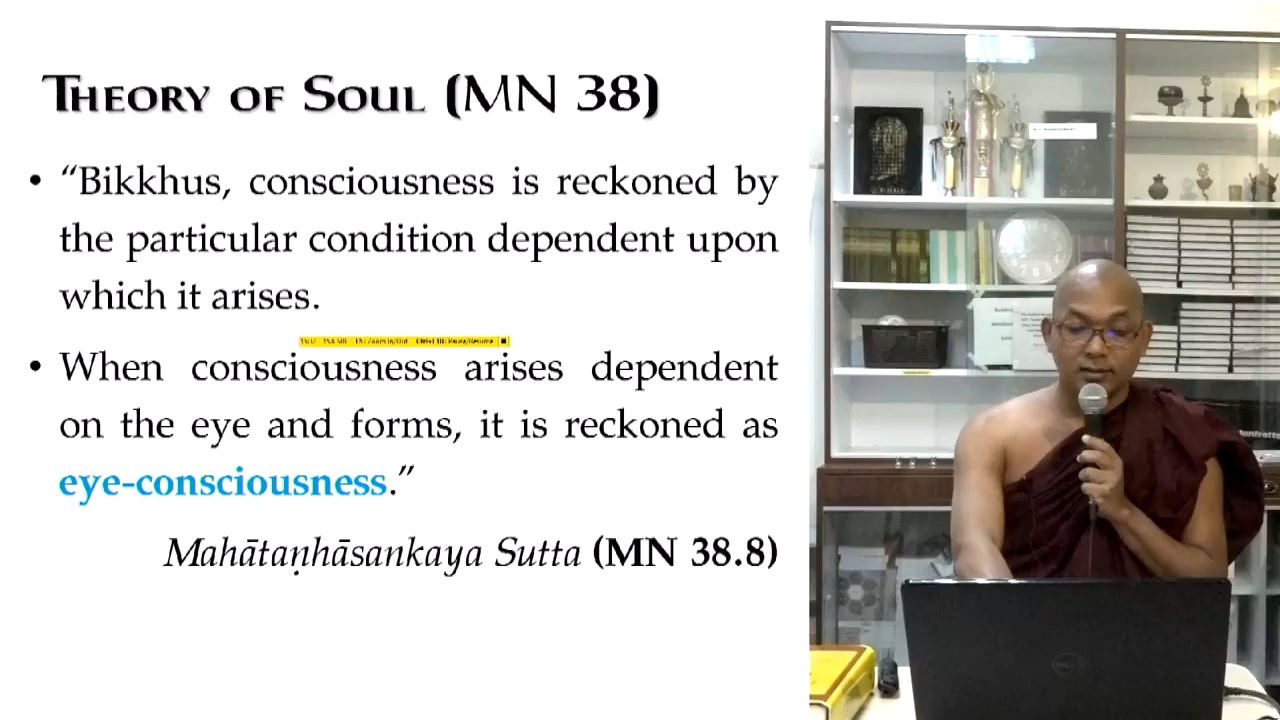 Theory of Soul (MN 38)
• “Bikkhus, consciousness is reckoned by
the particular condition dependent upon
which it arises.
• When consciousness arises dependent
on the eye and forms, it is reckoned as
eye-consciousness.”
Mahātaṇhāsankaya Sutta (MN 38.8)
DELL